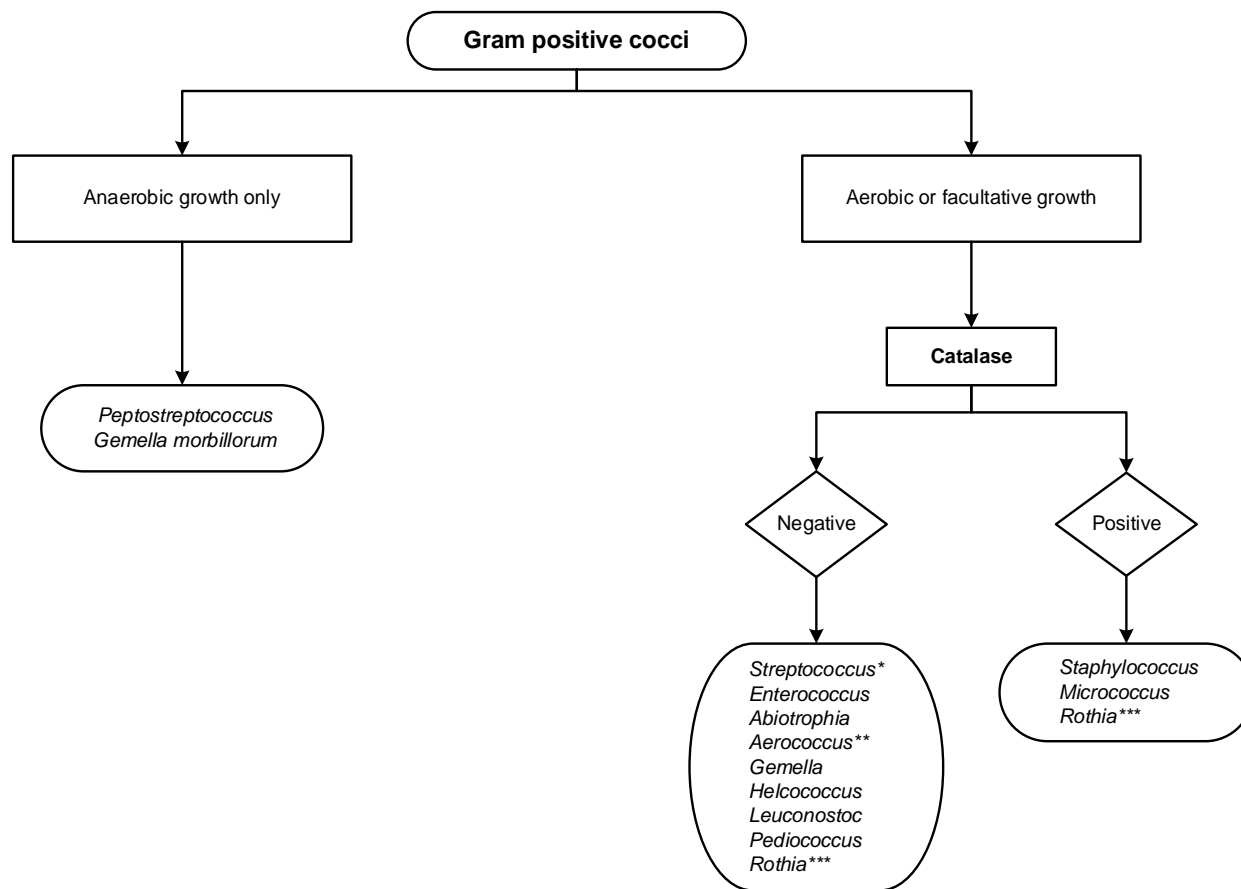 Gram positive cocci
Anaerobic growth only
Aerobic or facultative growth
Catalase
Peptostreptococcus
Gemella morbillorum
Negative
Positive
Streptococcus*
Enterococcus
Abiotrophia
Aerococcus**
Gemella
Helcococcus
Leuconostoc
Pediococcus
Rothia***
Staphylococcus
Micrococcus
Rothia***